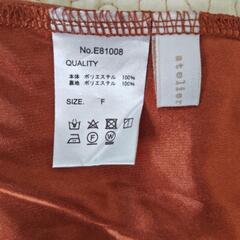 No.E81008
QUALITY
本体 ポリエステル 100%
裏地 ポリエステル 100%
SIZE. F
atelier